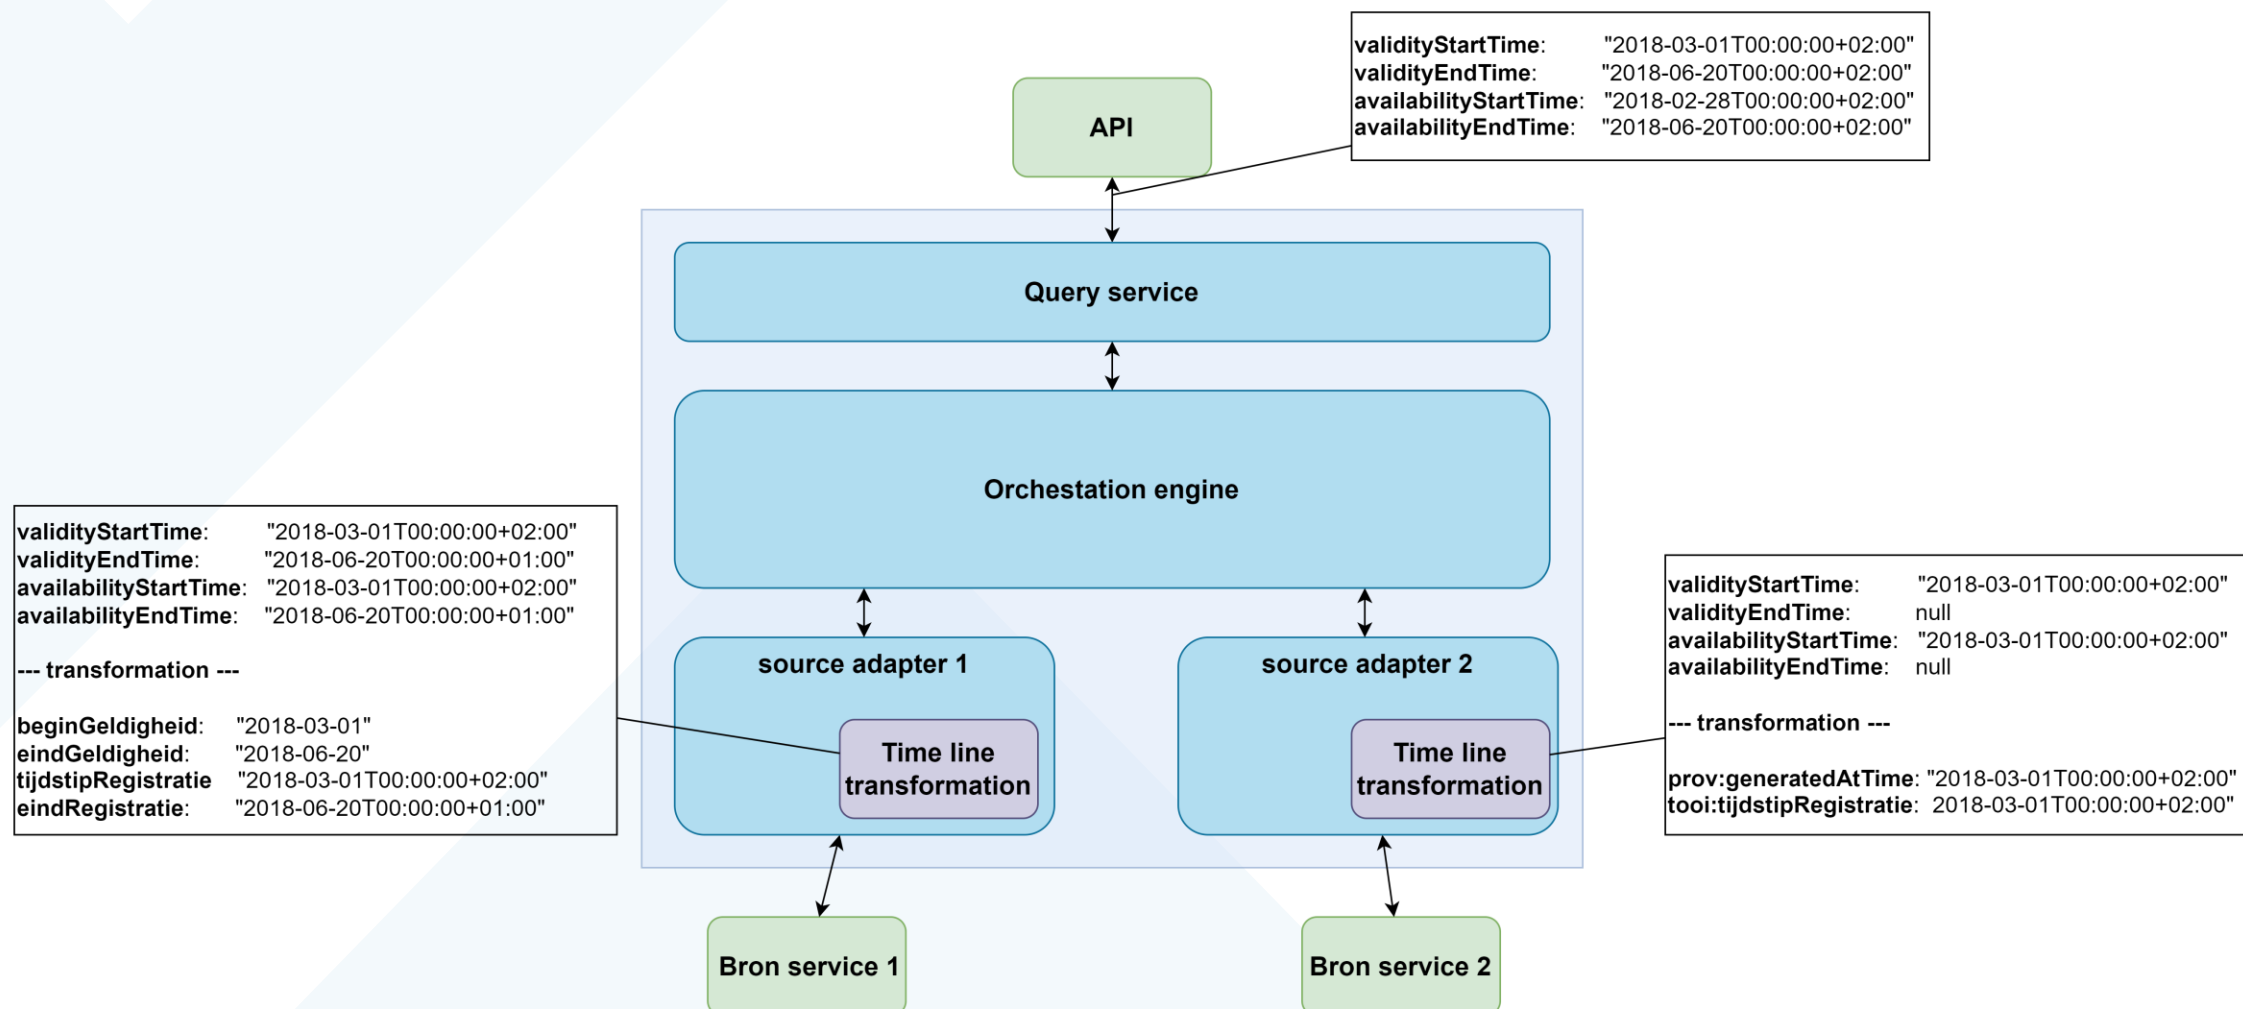 validityStartTime: "2018-03-01T00:00:00+02:00"
validityEndTime: "2018-06-20T00:00:00+02:00"
availabilityStartTime: "2018-02-28T00:00:00+02:00"
availabilityEndTime: "2018-06-20T00:00:00+02:00"
API
Query service
Orchestation engine
validityStartTime: "2018-03-01T00:00:00+02:00"
validityEndTime: "2018-06-20T00:00:00+01:00"
availabilityStartTime: "2018-03-01T00:00:00+02:00"
availabilityEndTime: "2018-06-20T00:00:00+01:00"
--- transformation ---
beginGeldigheid: "2018-03-01"
eindGeldigheid: "2018-06-20"
tijdstipRegistratie "2018-03-01T00:00:00+02:00"
eindRegistratie: "2018-06-20T00:00:00+01:00"
source adapter 1
Time line
transformation
source adapter 2
Time line
transformation
validityStartTime: "2018-03-01T00:00:00+02:00"
validityEndTime: null
availabilityStartTime: "2018-03-01T00:00:00+02:00"
availabilityEndTime: null
--- transformation ---
prov:generatedAtTime: "2018-03-01T00:00:00+02:00"
tooi:tijdstipRegistratie: 2018-03-01T00:00:00+02:00"
Bron service 1
Bron service 2